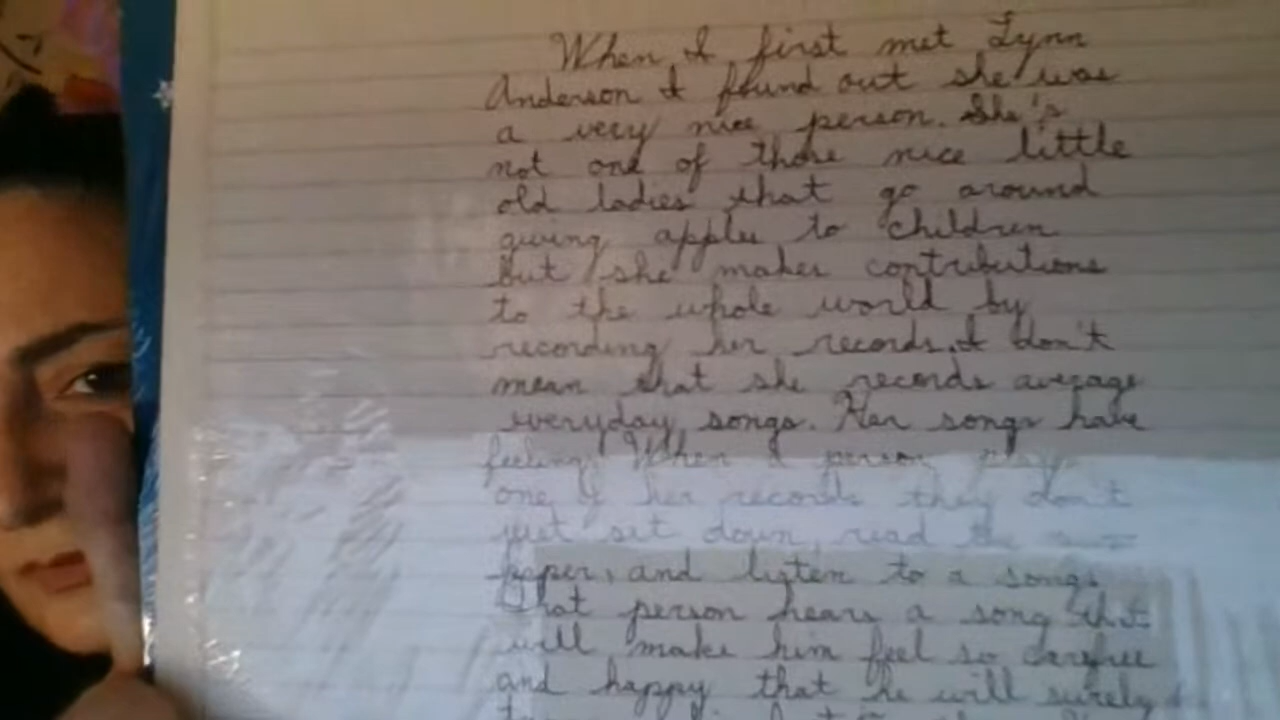 When I first met Lynn
Anderson I found out she was
a very nice person. She's
not one of those nice little
old ladies that go around
giving apples to children
but she makes contributions
to the whole world by
recording her records. I don't
mean that she records average
everyday songs. Her songs have
feeling. When a person plays
one of her records they don't
just sit down, read the
paper, and listen to a song.
That person hears a song that
will make him feel so carefree
and happy that he will surely